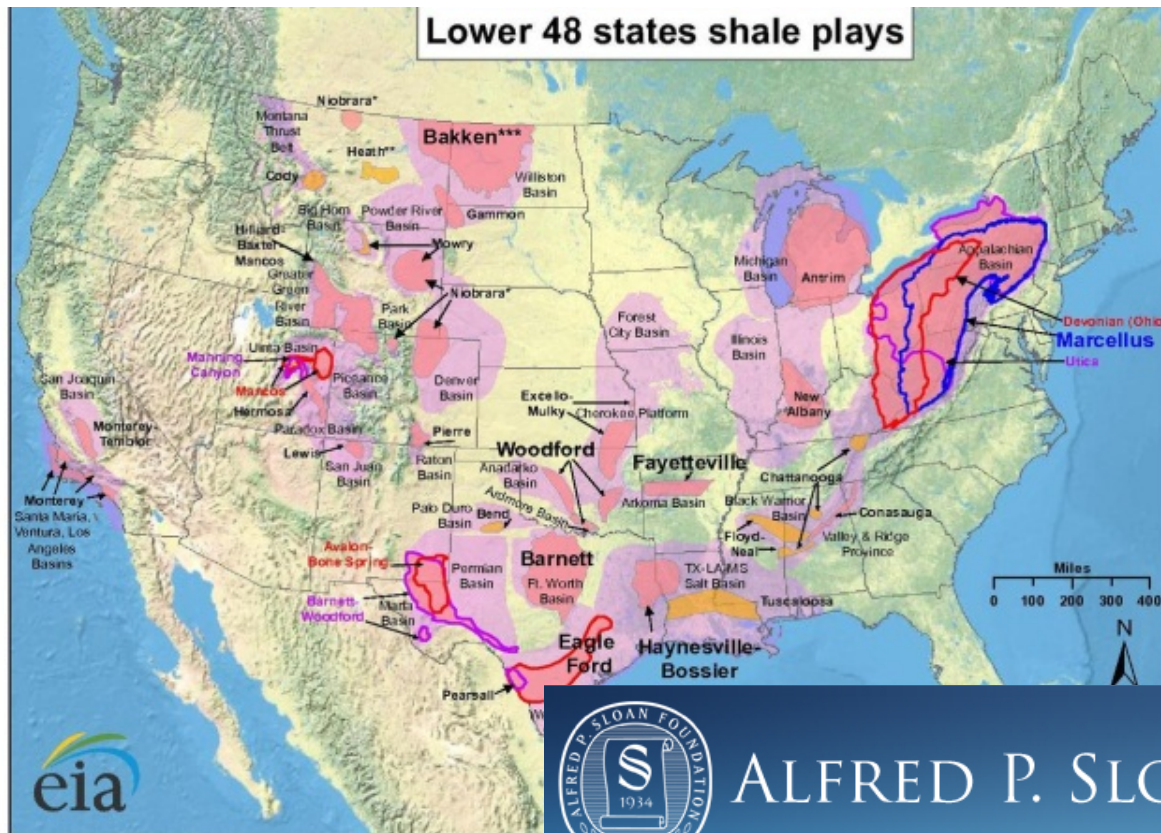 Lower 48 states shale plays
Niobrara*
Montana
Thrust
Belt
Bakken***
Heath**
Cody
Williston
Basin
Big Horn
Basin
Powder River
Basin
Gammon
Hilliard-
Baxter-
Mancos
Mowry
Greater
Green
River
Basin
Niobrara*
Park
Basin
Michigan
Basin
Antrim
Appalachian
Basin
Devonian (Ohio
Marcellus
Utica
Forest
City Basin
Illinois
Basin
Uinta Basin
Manning
Canyon
Mancos
Piceance
Basin
Denver
Basin
San Joaquin
Basin
Hermosa
Excello-
Mulky
Cherokee Platform
New
Albany
Monterey-
Temblor
Paradox Basin
Pierre
Lewis
San Juan
Basin
Raton
Basin
Woodford
Anadarko
Basin
Fayetteville
Chattanooga
Monterey
Santa Maria,
Ventura, Los
Angeles
Basins
Ardmore Basin
Arkoma Basin
Black Warrior
Basin
Conasauga
Palo Duro
Basin
Bend
Floyd-
Neal
Valley & Ridge
Province
Avalon-
Bone Spring
Permian
Basin
Barnett
Ft. Worth
Basin
TX-LA-MS
Salt Basin
Tuscaloosa
Miles
0 100 200 300 400
Barnett-
Woodford
Marfa
Basin
Eagle
Ford
Haynesville-
Bossier
N
Pearsall
W
eia
ALFRED P. SLOAN FOUNDATION
S
1934
ALFRED P. SLO